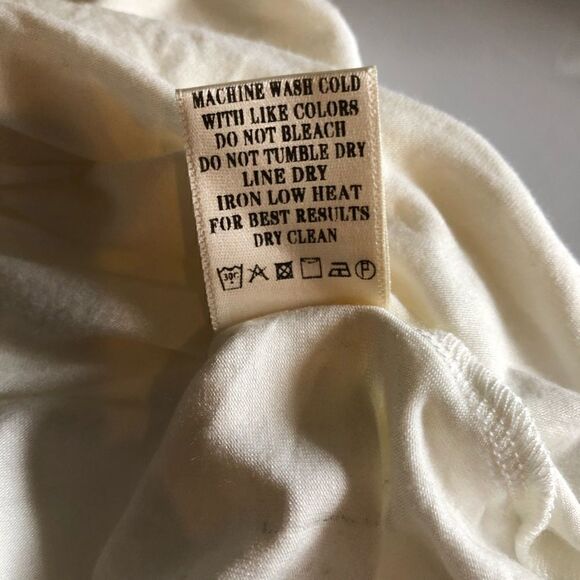 MACHINE WASH COLD
WITH LIKE COLORS
DO NOT BLEACH
DO NOT TUMBLE DRY
LINE DRY
IRON LOW HEAT
FOR BEST RESULTS
DRY CLEAN
30C P